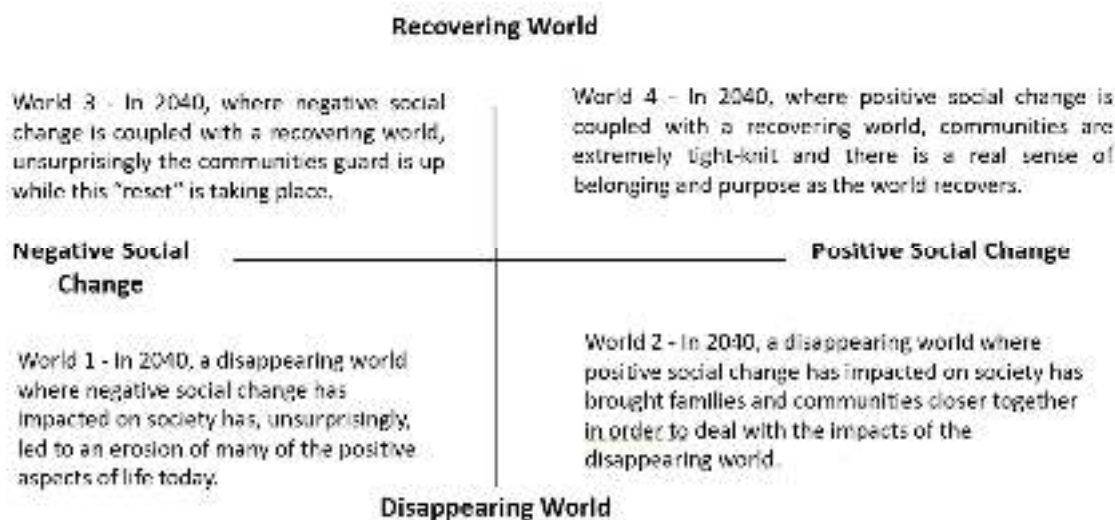 Recovering World
World 3 - In 2040, where negative social
change is coupled with a recovering world,
unsurprisingly the communities guard is up
while this "reset" is taking place.
World 4 - In 2040, where positive social change is
coupled with a recovering world, communities are
extremely tight-knit and there is a real sense of
belonging and purpose as the world recovers.
Negative Social
Change
Positive Social Change
World 1 - In 2040, a disappearing world
where negative social change has
impacted on society has, unsurprisingly,
led to an erosion of many of the positive
aspects of life today.
World 2 - In 2040, a disappearing world where
positive social change has impacted on society has
brought families and communities closer together
in order to deal with the impacts of the
disappearing world.
Disappearing World